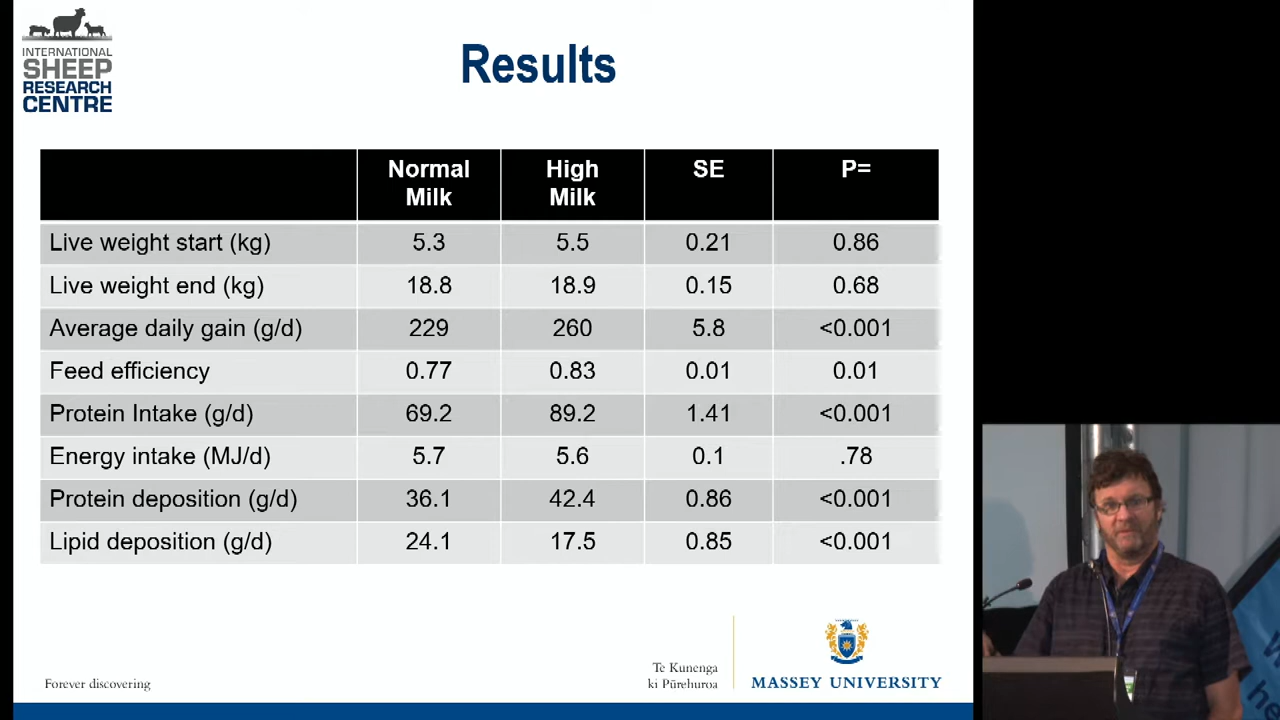 INTERNATIONAL
SHEEP
RESEARCH
CENTRE
Results
Normal Milk High Milk SE P=
Live weight start (kg) 5.3 5.5 0.21 0.86
Live weight end (kg) 18.8 18.9 0.15 0.68
Average daily gain (g/d) 229 260 5.8 <0.001
Feed efficiency 0.77 0.83 0.01 0.01
Protein Intake (g/d) 69.2 89.2 1.41 <0.001
Energy intake (MJ/d) 5.7 5.6 0.1 .78
Protein deposition (g/d) 36.1 42.4 0.86 <0.001
Lipid deposition (g/d) 24.1 17.5 0.85 <0.001
Forever discovering
Te Kunenga
ki Pūrehuroa
MASSEY UNIVERSITY